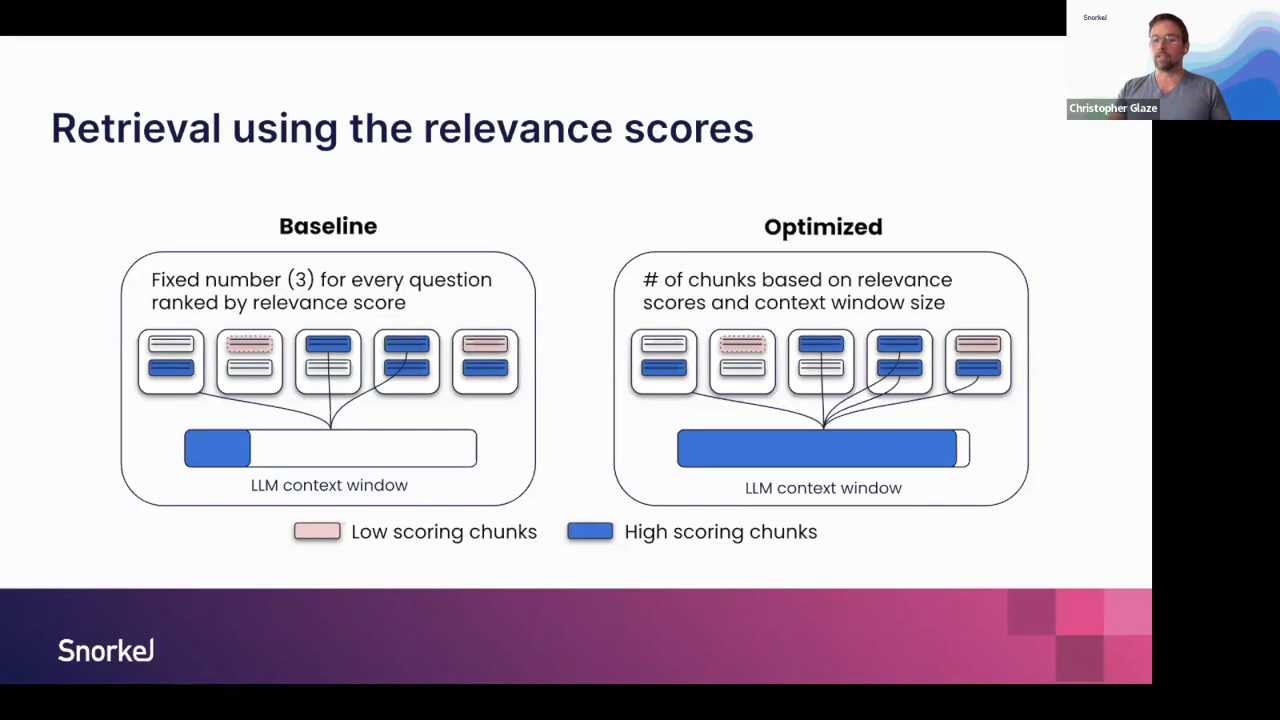 Snorkel
Christopher Glaze
Retrieval using the relevance scores
Baseline
Fixed number (3) for every question
ranked by relevance score
LLM context window
Optimized
# of chunks based on relevance
scores and context window size
LLM context window
Low scoring chunks
High scoring chunks
Snorkel